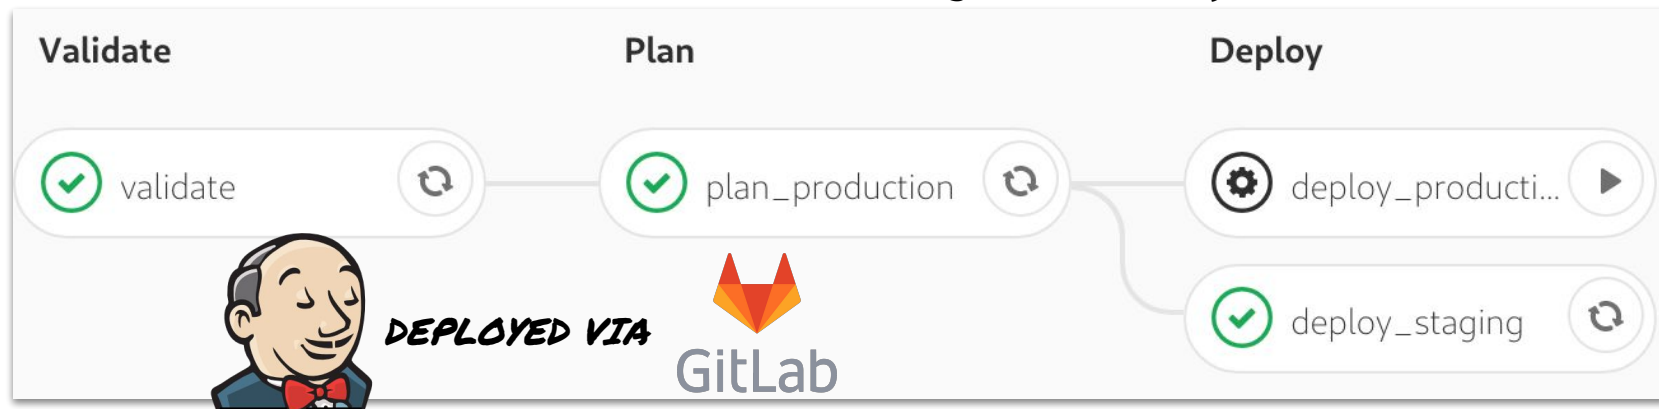 Validate
Plan
Deploy
validate
plan_production
deploy_producti...
deploy_staging
DEPLOYED VIA
GitLab